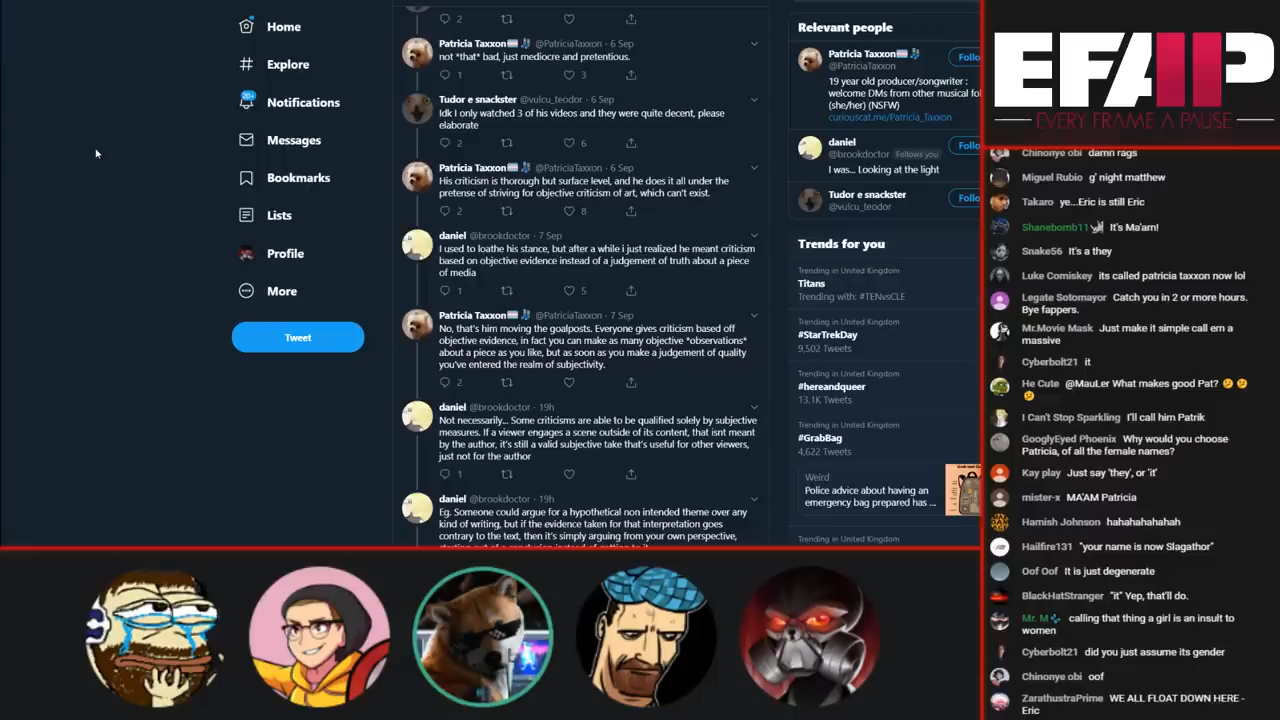 Home
Explore
20+
Notifications
Messages
Bookmarks
Lists
Profile
More
Tweet
2
Patricia Taxxon @PatriciaTaxxon · 6 Sep
not *that* bad, just mediocre and pretentious.
1 3
Tudor e snackster @vulcu_teodor · 6 Sep
Idk I only watched 3 of his videos and they were quite decent, please
elaborate
2 6
Patricia Taxxon @PatriciaTaxxon · 6 Sep
His criticism is thorough but surface level, and he does it all under the
pretense of striving for objective criticism of art, which can't exist.
2 8
daniel @brookdoctor · 7 Sep
I used to loathe his stance, but after a while i just realized he meant criticism
based on objective evidence instead of a judgement of truth about a piece
of media
1 5
Patricia Taxxon @PatriciaTaxxon · 7 Sep
No, that's him moving the goalposts. Everyone gives criticism based off
objective evidence, in fact you can make as many objective *observations*
about a piece as you like, but as soon as you make a judgement of quality
you've entered the realm of subjectivity.
2
daniel @brookdoctor · 19h
Not necessarily... Some criticisms are able to be qualified solely by subjective
measures. If a viewer engages a scene outside of its content, that isnt meant
by the author, it's still a valid subjective take that's useful for other viewers,
just not for the author
1
daniel @brookdoctor · 19h
Eg. Someone could argue for a hypothetical non intended theme over any
kind of writing, but if the evidence taken for that interpretation goes
contrary to the text, then it's simply arguing from your own perspective,
Relevant people
Patricia Taxxon
@PatriciaTaxxon
Follo
19 year old producer/songwriter :
welcome DMs from other musical fol
(she/her) (NSFW)
curiouscat.me/Patricia_Taxxon
daniel
@brookdoctor Follows you
Follo
I was... Looking at the light
Tudor e snackster
@vulcu_teodor
Follo
Trends for you
Trending in United Kingdom
Titans
Trending with: #TENvsCLE
Trending in United Kingdom
#StarTrekDay
9,502 Tweets
Trending in United Kingdom
#hereandqueer
13.1K Tweets
Trending in United Kingdom
#GrabBag
4,622 Tweets
Weird
Police advice about having an
emergency bag prepared has ...
Trending in United Kingdom
EFAP
EVERY FRAME A PAUSE
Chinonye obi damn rags
Miguel Rubio g' night matthew
Takaro ye...Eric is still Eric
Shanebomb11 It's Ma'am!
Snake56 It's a they
Luke Comiskey its called patricia taxxon now lol
Legate Sotomayor Catch you in 2 or more hours.
Bye fappers.
Mr.Movie Mask Just make it simple call em a
massive
Cyberbolt21 it
He Cute @MauLer What makes good Pat? 🤔 🤔
🤔
I Can't Stop Sparkling I'll call him Patrik
GooglyEyed Phoenix Why would you choose
Patricia, of all the female names?
Kay play Just say 'they', or 'it'
mister-x MA'AM Patricia
Hamish Johnson hahahahahahah
Hailfire131 "your name is now Slagathor"
Oof Oof It is just degenerate
BlackHatStranger "it" Yep, that'll do.
Mr. M calling that thing a girl is an insult to
women
Cyberbolt21 did you just assume its gender
Chinonye obi oof
ZarathustraPrime WE ALL FLOAT DOWN HERE -
Eric